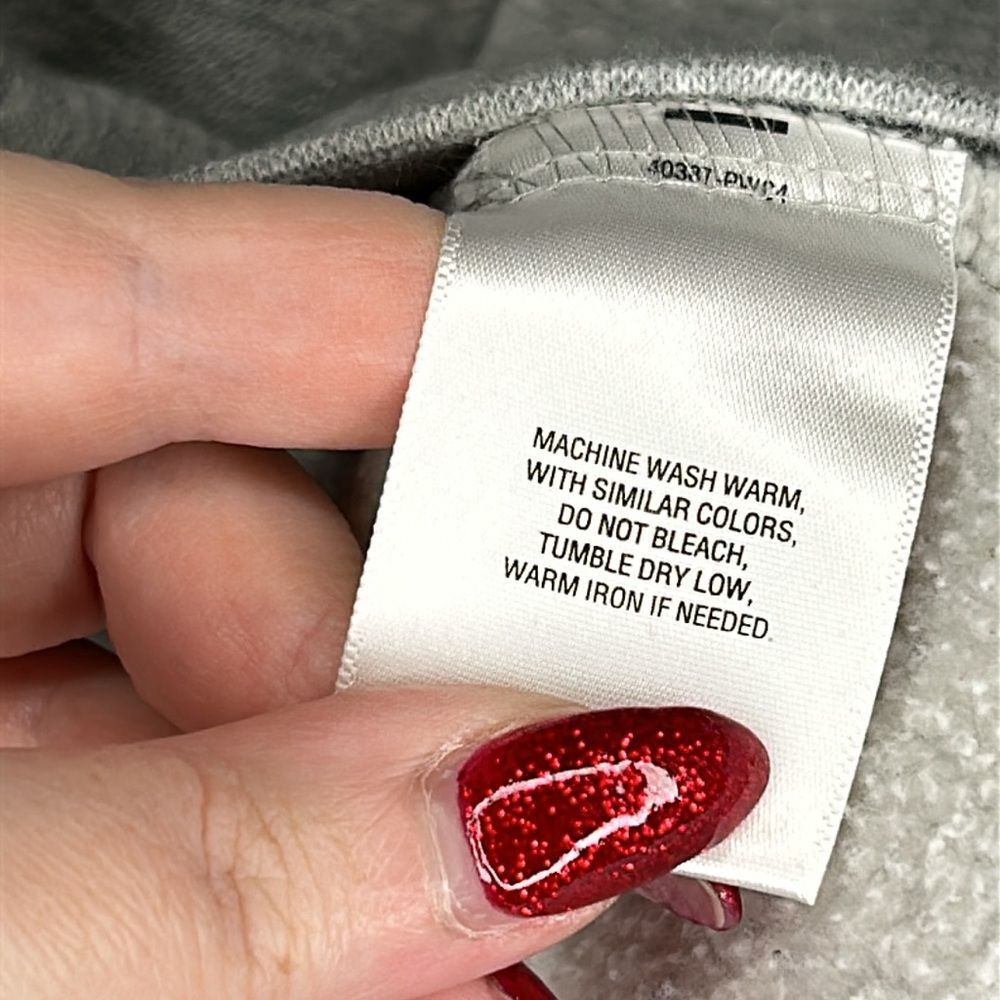 MACHINE WASH WARM,
WITH SIMILAR COLORS,
DO NOT BLEACH,
TUMBLE DRY LOW,
WARM IRON IF NEEDED.